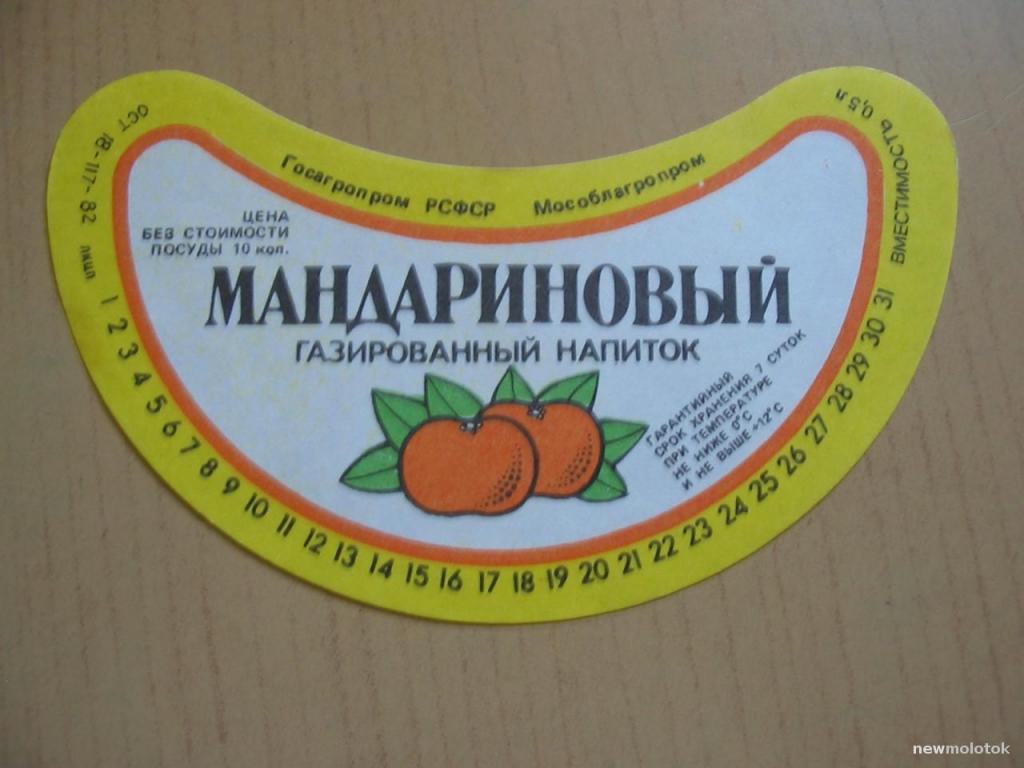 Госагропром РСФСР Мособлагропром
ОСТ 18-117-82
ВМЕСТИМОСТЬ 0,5 л
ЦЕНА
БЕЗ СТОИМОСТИ
ПОСУДЫ 10 коп.
МАНДАРИНОВЫЙ
ГАЗИРОВАННЫЙ НАПИТОК
ГАРАНТИЙНЫЙ
СРОК ХРАНЕНИЯ 7 СУТОК
ПРИ ТЕМПЕРАТУРЕ
НЕ НИЖЕ 0°С
И НЕ ВЫШЕ +12°С
1 2 3 4 5 6 7 8 9 10 11 12 13 14 15 16 17 18 19 20 21 22 23 24 25 26 27 28 29 30 31
newmolotok